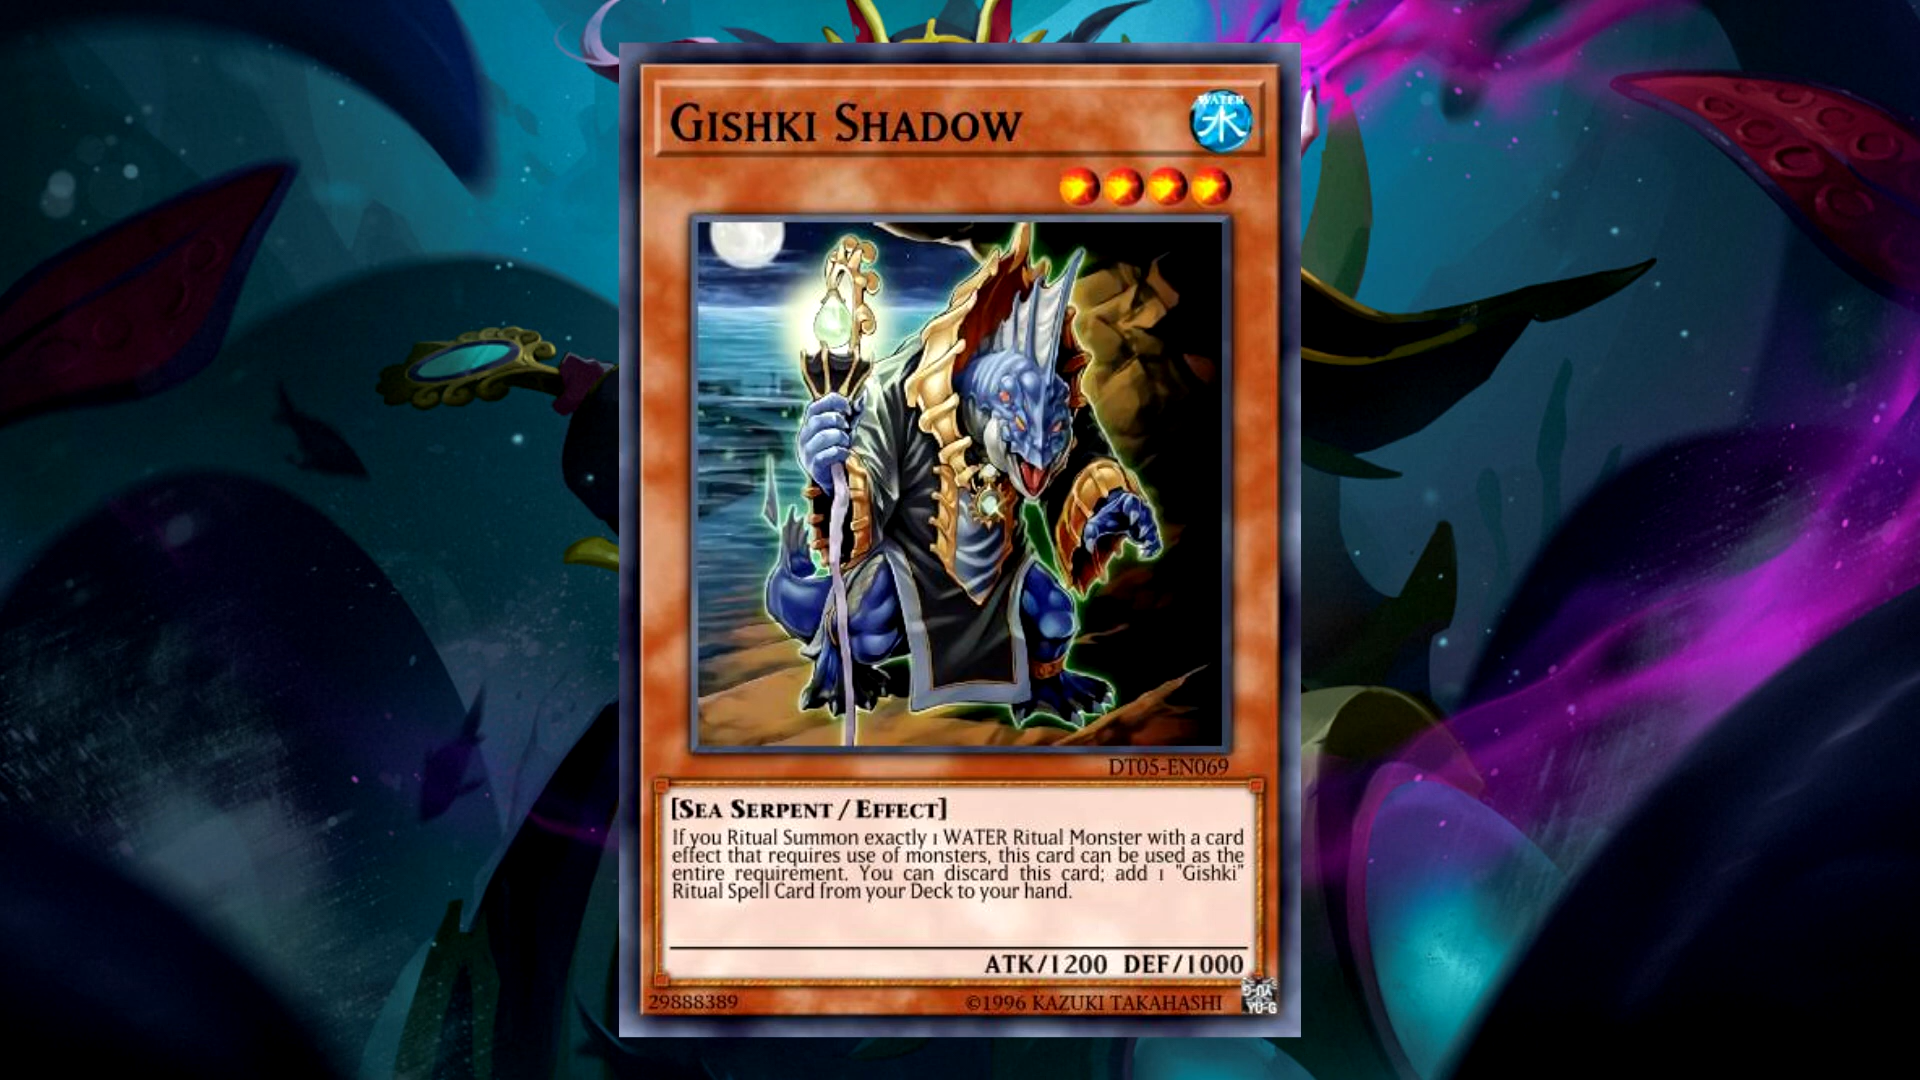 Gishki Shadow
WATER
水
DT05-EN069
[Sea Serpent / Effect]
If you Ritual Summon exactly 1 WATER Ritual Monster with a card
effect that requires use of monsters, this card can be used as the
entire requirement. You can discard this card; add 1 "Gishki"
Ritual Spell Card from your Deck to your hand.
ATK/1200 DEF/1000
29888389
©1996 KAZUKI TAKAHASHI